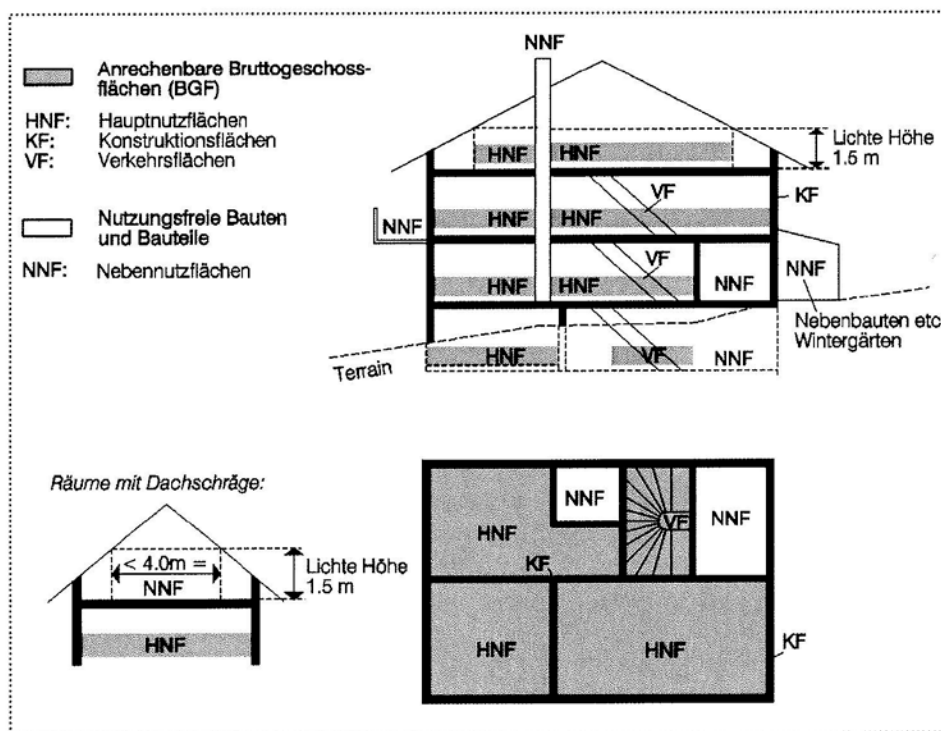 Anrechenbare Bruttogeschoss-
flächen (BGF)
HNF: Hauptnutzflächen
KF: Konstruktionsflächen
VF: Verkehrsflächen
Nutzungsfreie Bauten
und Bauteile
NNF: Nebennutzflächen
NNF
Lichte Höhe
1.5 m
HNF HNF
VF
KF
NNF
HNF HNF
VF
HNF HNF
NNF
NNF
Nebenbauten etc
Wintergärten
HNF
VF
NNF
Terrain
Räume mit Dachschräge:
< 4.0m =
NNF
Lichte Höhe
1.5 m
HNF
NNF
HNF
VF
NNF
KF
HNF
HNF
KF